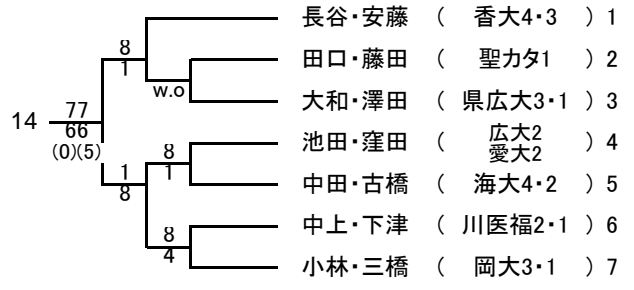 長谷・安藤 ( 香大4・3 ) 1
8
1
田口・藤田 ( 聖カタ1 ) 2
w.o
大和・澤田 ( 県広大3・1 ) 3
14
77
66
(0)(5)
池田・窪田 ( 広大2 愛大2 ) 4
8
1
1
8
中田・古橋 ( 海大4・2 ) 5
中上・下津 ( 川医福2・1 ) 6
8
4
小林・三橋 ( 岡大3・1 ) 7